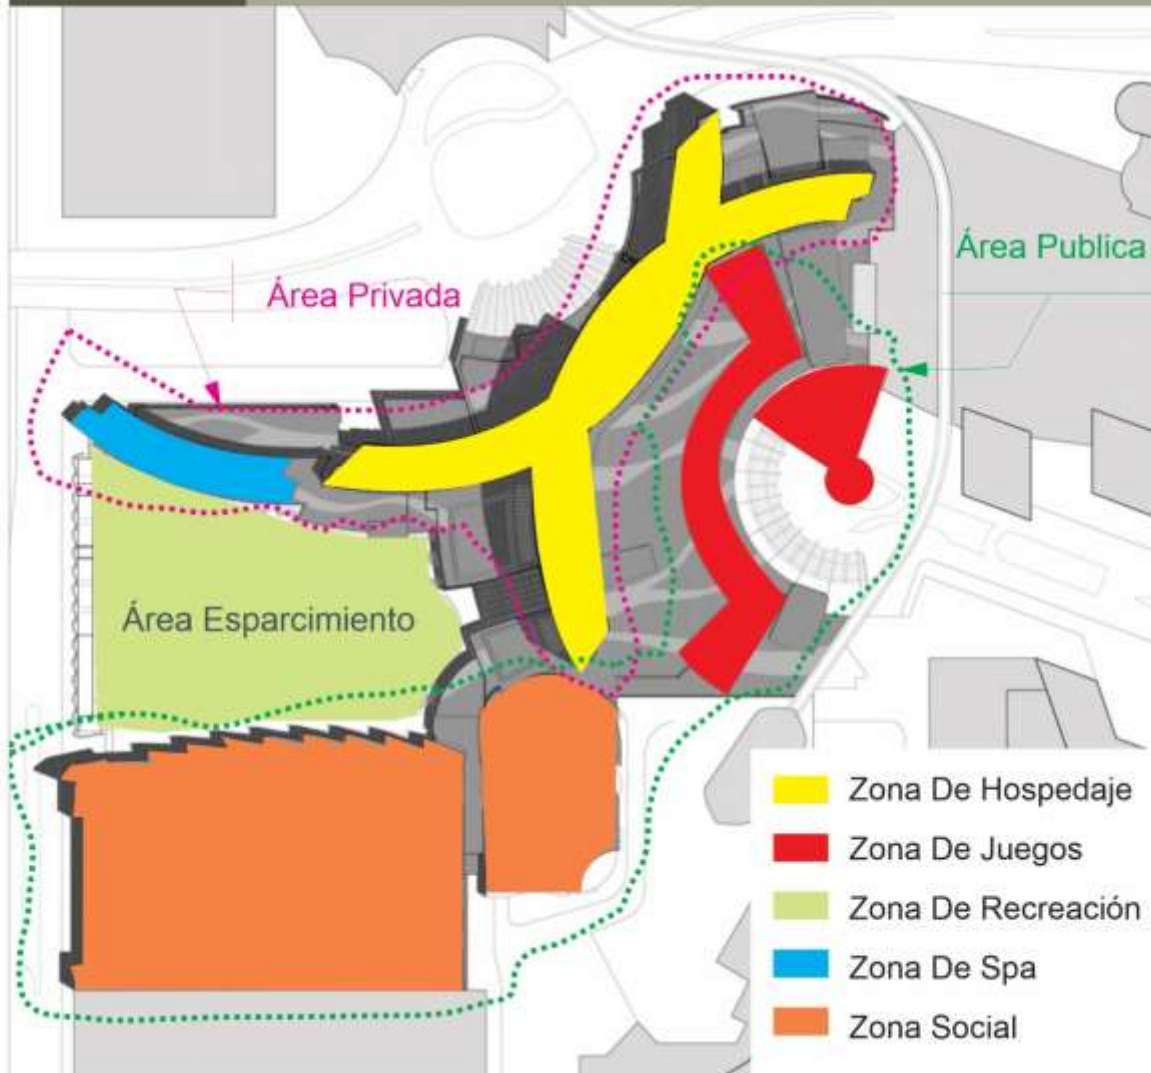 Área Publica
Área Privada
Área Esparcimiento
Zona De Hospedaje
Zona De Juegos
Zona De Recreación
Zona De Spa
Zona Social